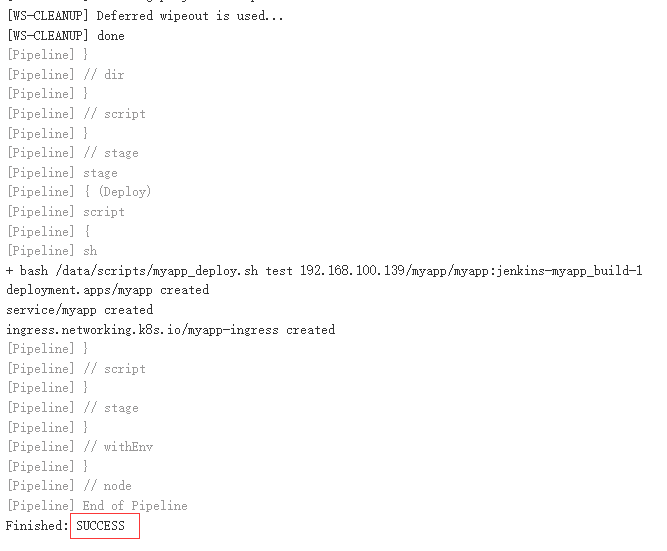 [WS-CLEANUP] Deferred wipeout is used...
[WS-CLEANUP] done
[Pipeline] }
[Pipeline] // dir
[Pipeline] }
[Pipeline] // script
[Pipeline] }
[Pipeline] // stage
[Pipeline] stage
[Pipeline] { (Deploy)
[Pipeline] script
[Pipeline] {
[Pipeline] sh
+ bash /data/scripts/myapp_deploy.sh test 192.168.100.139/myapp/myapp:jenkins-myapp_build-1
deployment.apps/myapp created
service/myapp created
ingress.networking.k8s.io/myapp-ingress created
[Pipeline] }
[Pipeline] // script
[Pipeline] }
[Pipeline] // stage
[Pipeline] }
[Pipeline] // withEnv
[Pipeline] }
[Pipeline] // node
[Pipeline] End of Pipeline
Finished: SUCCESS